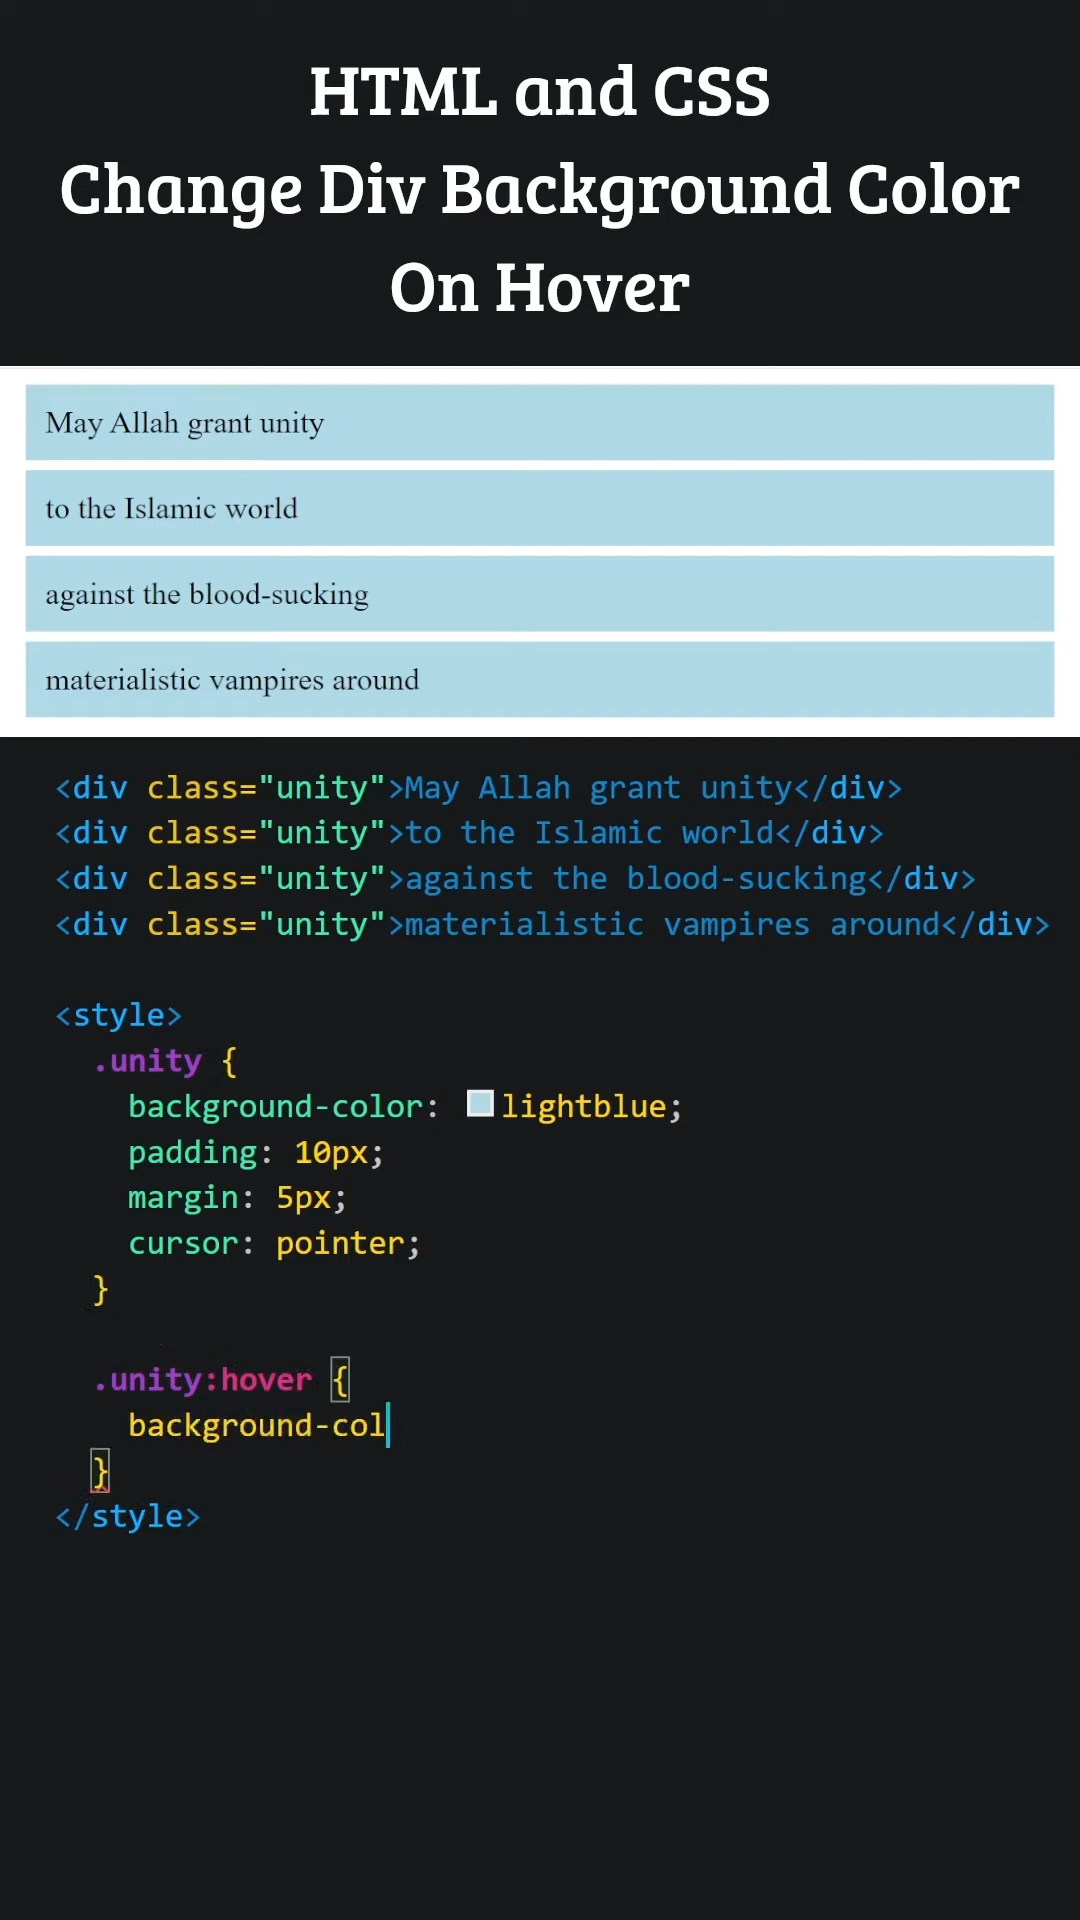 HTML and CSS
Change Div Background Color
On Hover
May Allah grant unity
to the Islamic world
against the blood-sucking
materialistic vampires around
<div class="unity">May Allah grant unity</div>
<div class="unity">to the Islamic world</div>
<div class="unity">against the blood-sucking</div>
<div class="unity">materialistic vampires around</div>
<style>
.unity {
background-color: lightblue;
padding: 10px;
margin: 5px;
cursor: pointer;
}
.unity:hover {
background-col
}
</style>